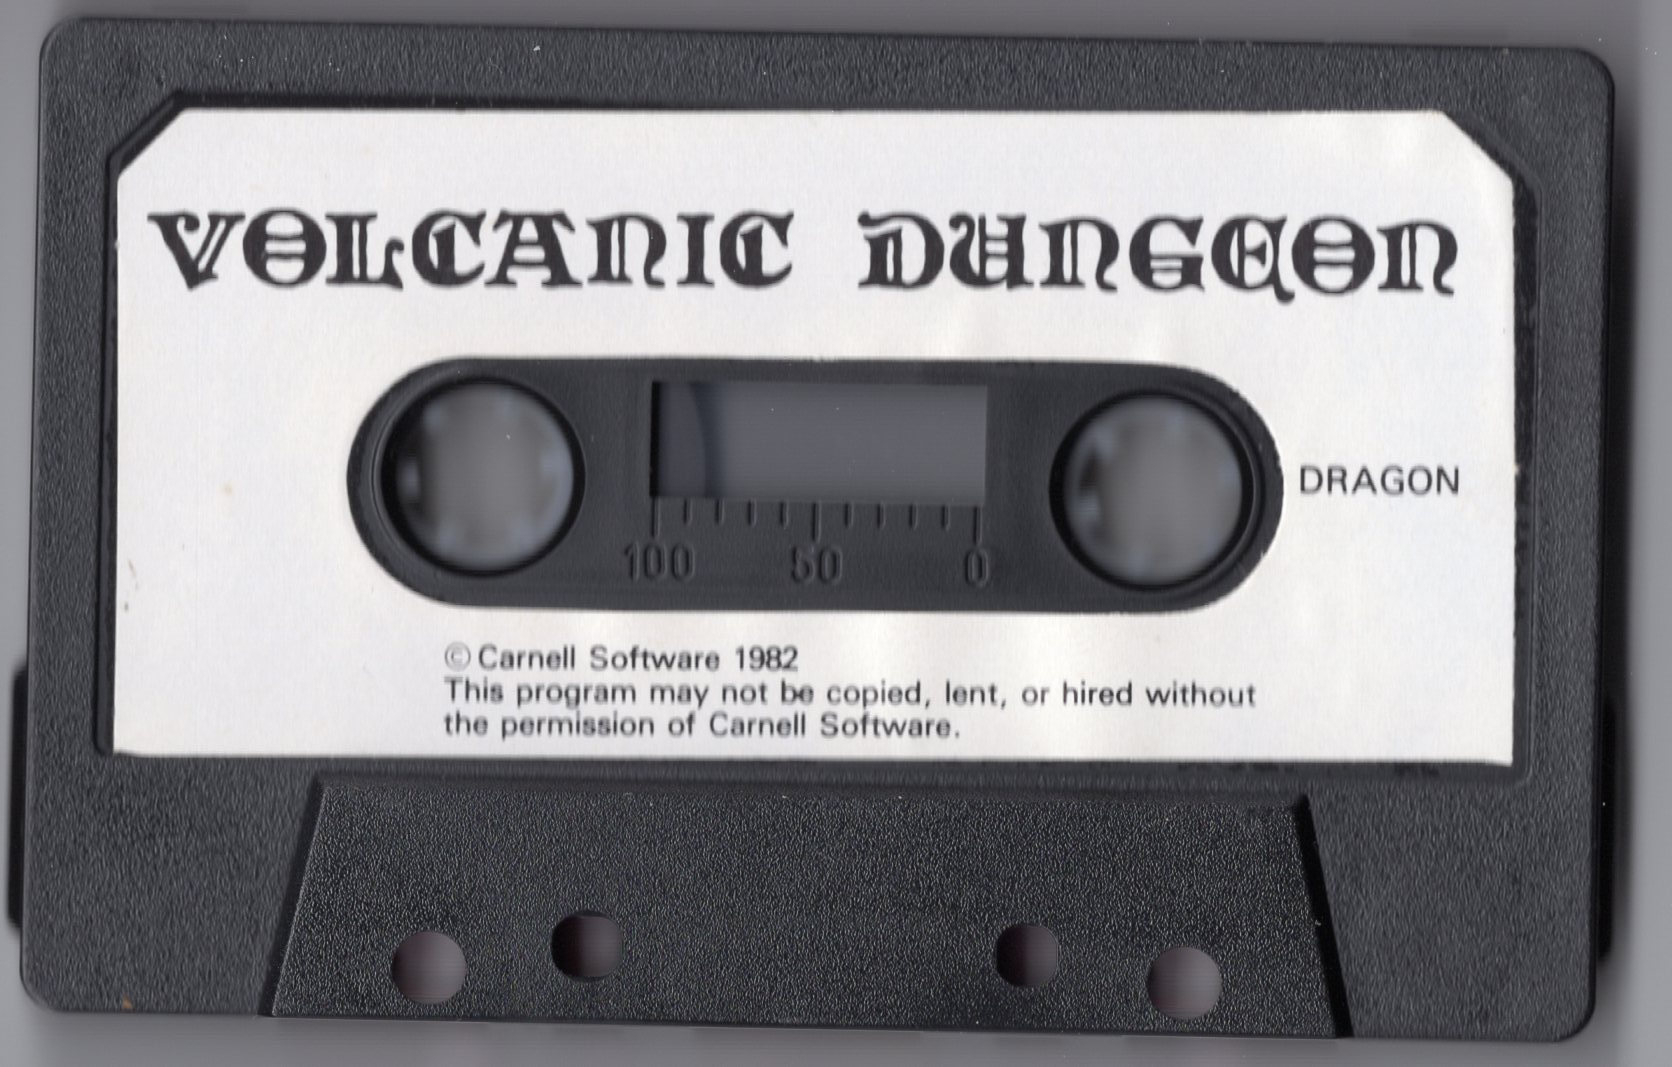 VOLCANIC DUNGEON
DRAGON
100 50 0
© Carnell Software 1982
This program may not be copied, lent, or hired without
the permission of Carnell Software.